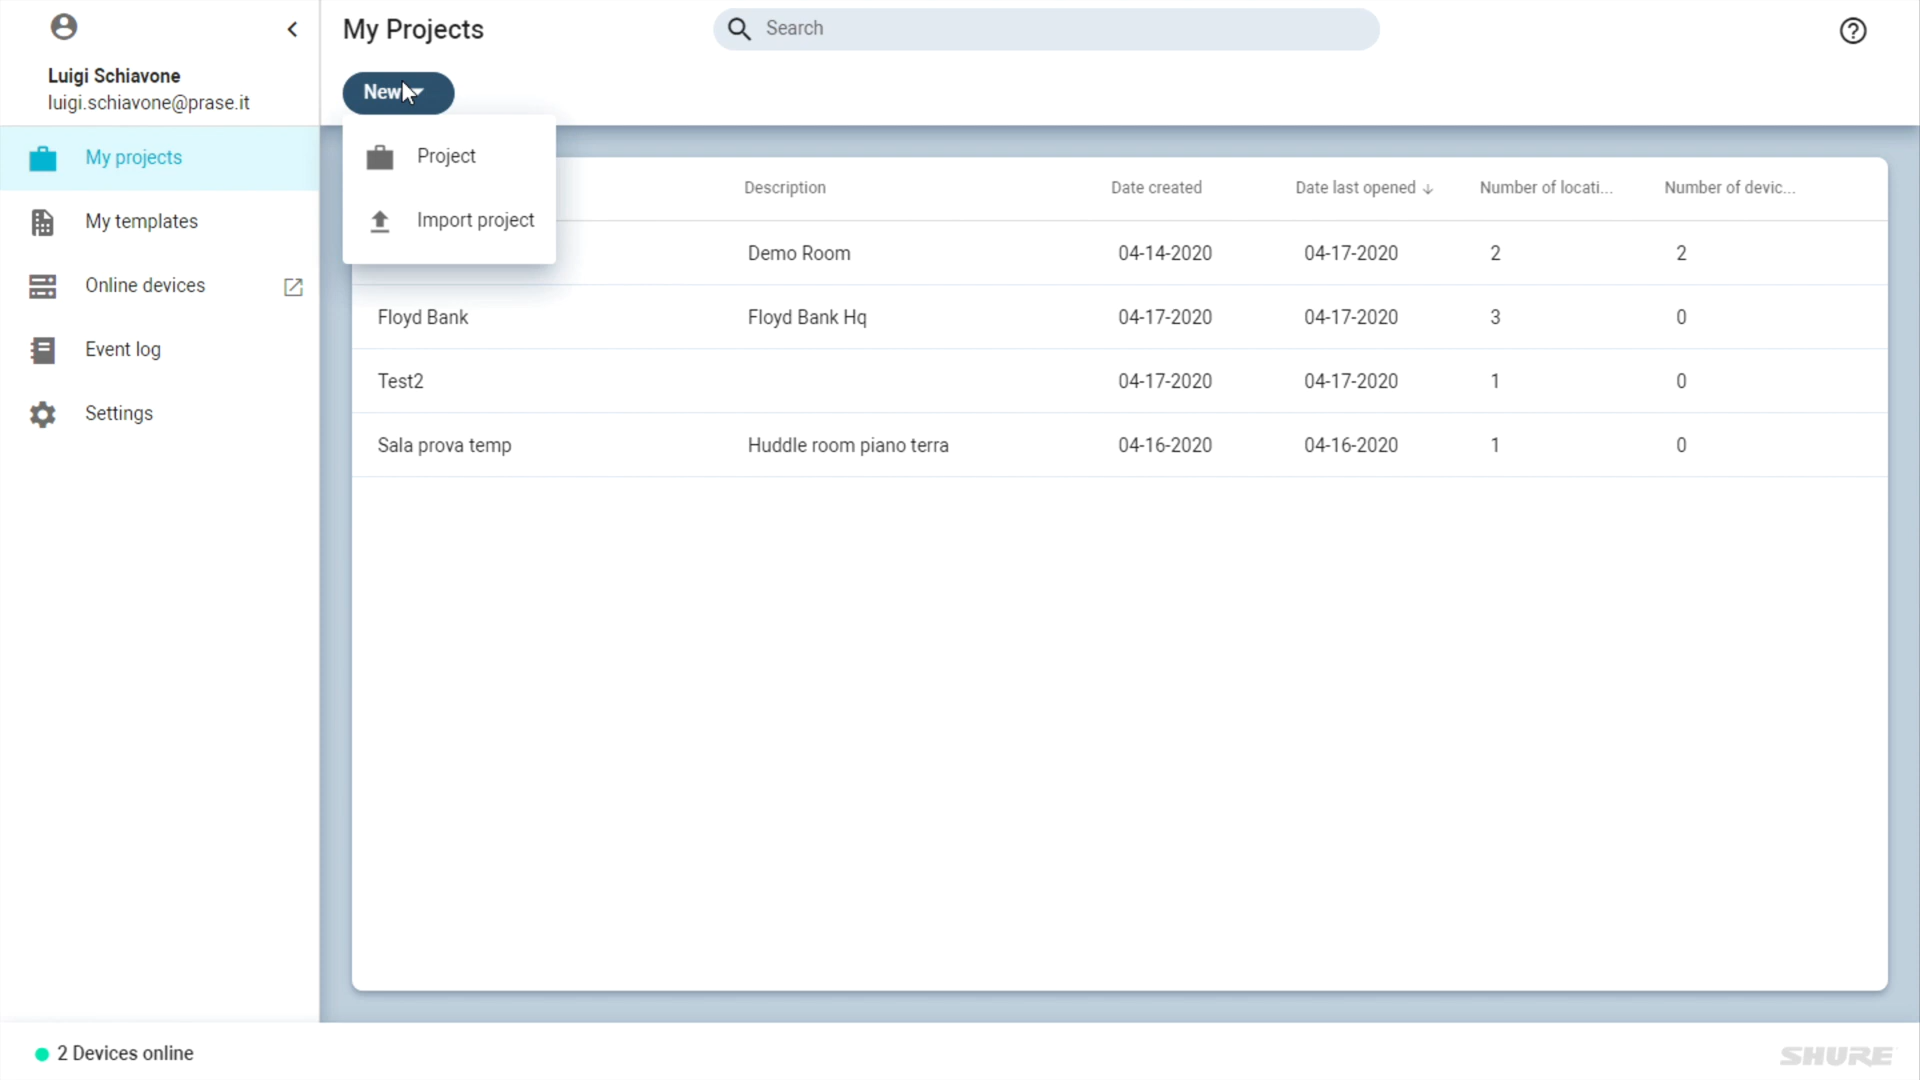 My Projects
Search
Luigi Schiavone
luigi.schiavone@prase.it
New
My projects
My templates
Online devices
Event log
Settings
Project
Import project
Description Date created Date last opened Number of locati... Number of devic...
Demo Room 04-14-2020 04-17-2020 2 2
Floyd Bank Floyd Bank Hq 04-17-2020 04-17-2020 3 0
Test2 04-17-2020 04-17-2020 1 0
Sala prova temp Huddle room piano terra 04-16-2020 04-16-2020 1 0
2 Devices online
SHURE